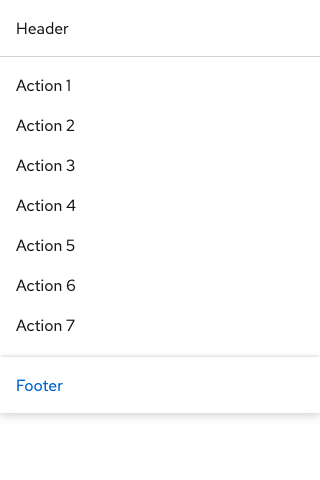 Header
Action 1
Action 2
Action 3
Action 4
Action 5
Action 6
Action 7
Footer